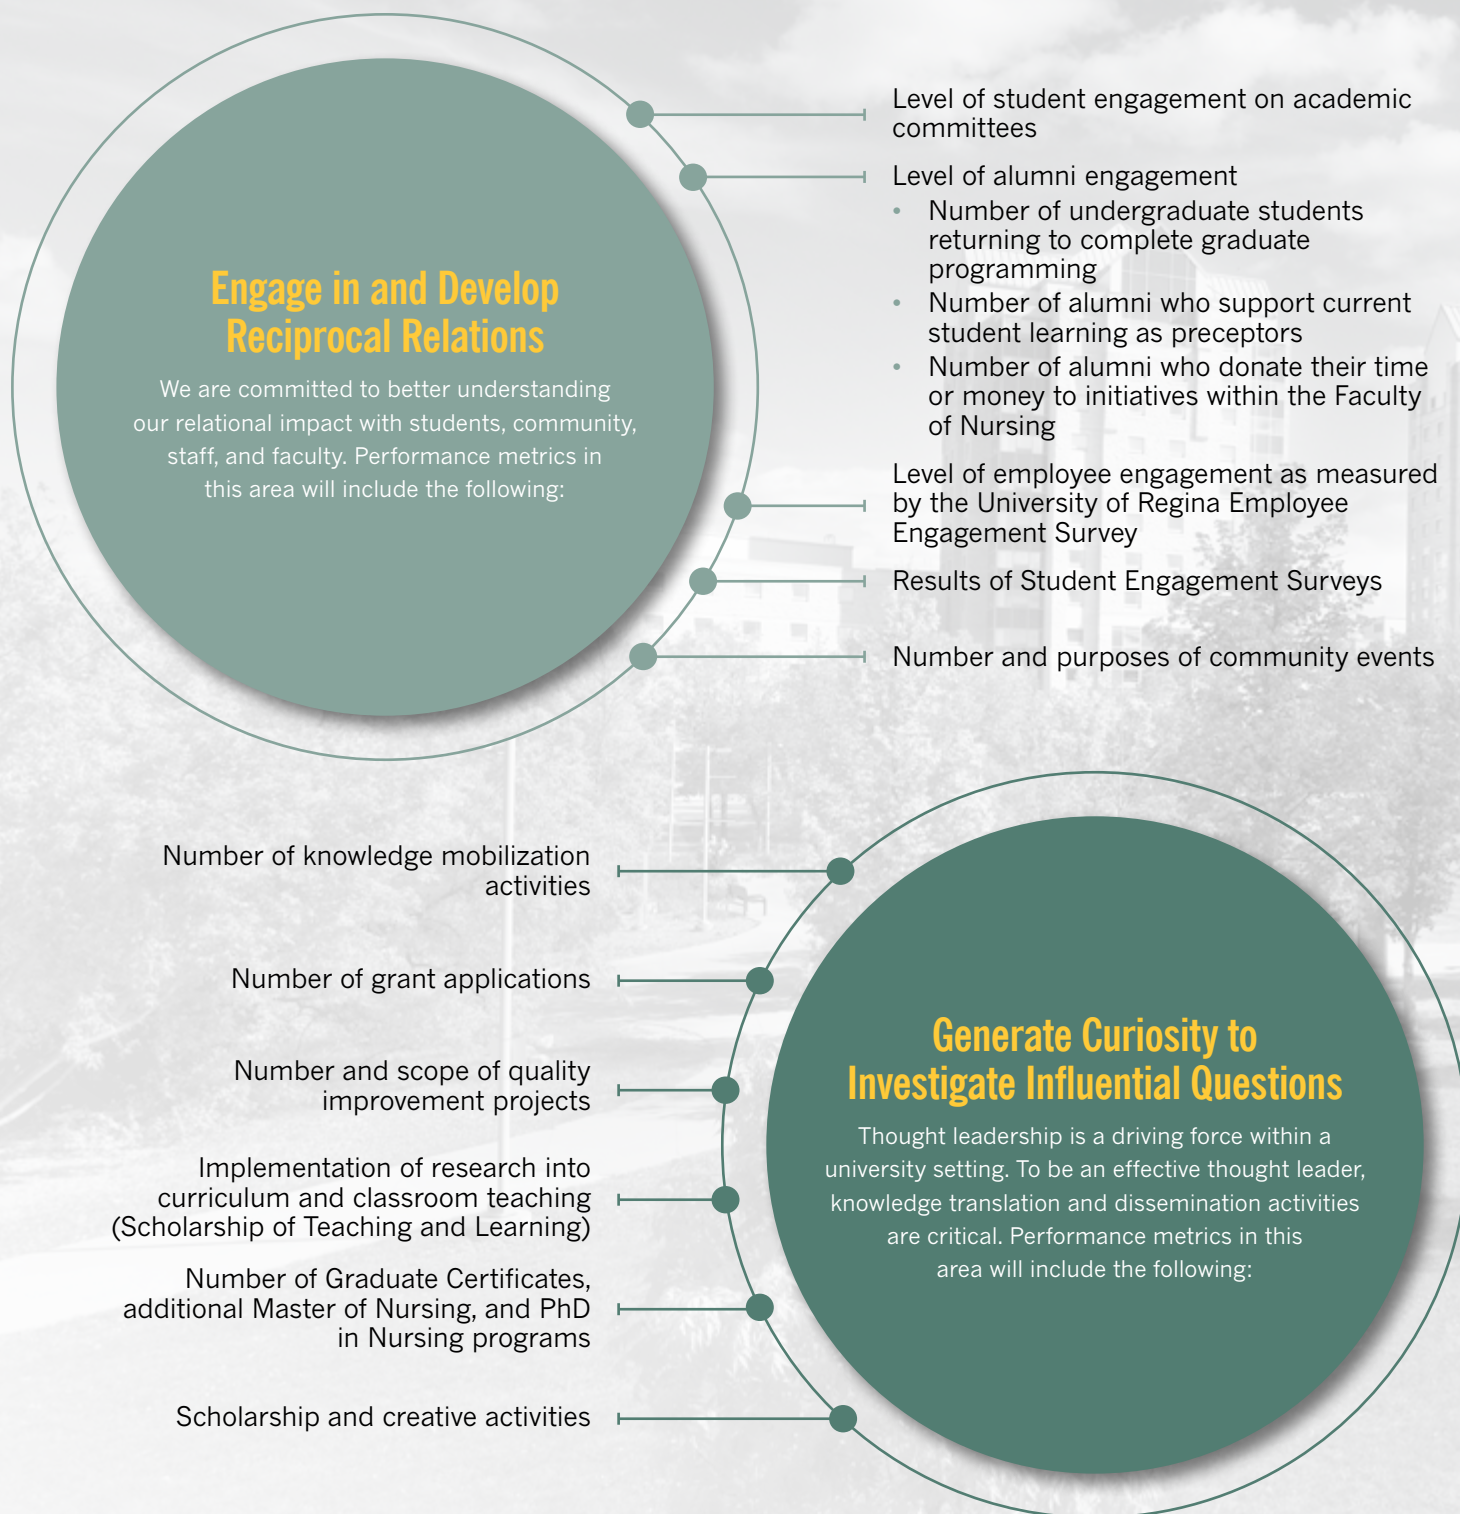 Engage in and Develop
Reciprocal Relations
We are committed to better understanding
our relational impact with students, community,
staff, and faculty. Performance metrics in
this area will include the following:
Level of student engagement on academic
committees
Level of alumni engagement
• Number of undergraduate students
returning to complete graduate
programming
• Number of alumni who support current
student learning as preceptors
• Number of alumni who donate their time
or money to initiatives within the Faculty
of Nursing
Level of employee engagement as measured
by the University of Regina Employee
Engagement Survey
Results of Student Engagement Surveys
Number and purposes of community events
Generate Curiosity to
Investigate Influential Questions
Thought leadership is a driving force within a
university setting. To be an effective thought leader,
knowledge translation and dissemination activities
are critical. Performance metrics in this
area will include the following:
Number of knowledge mobilization
activities
Number of grant applications
Number and scope of quality
improvement projects
Implementation of research into
curriculum and classroom teaching
(Scholarship of Teaching and Learning)
Number of Graduate Certificates,
additional Master of Nursing, and PhD
in Nursing programs
Scholarship and creative activities